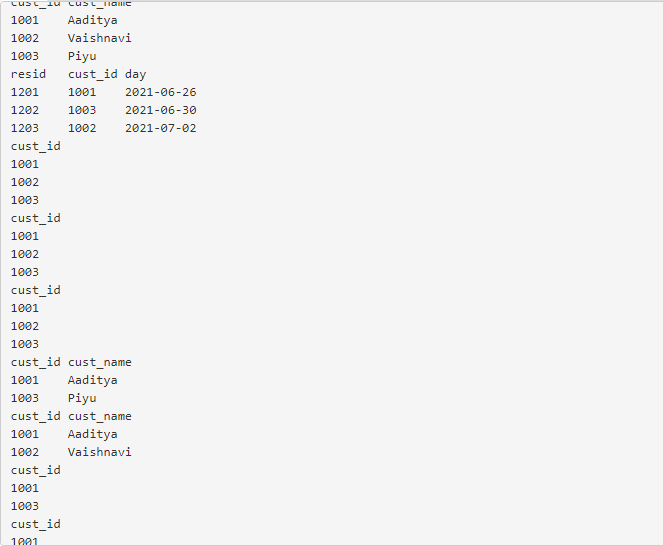 cust_id cust_name
1001 Aaditya
1002 Vaishnavi
1003 Piyu
resid cust_id day
1201 1001 2021-06-26
1202 1003 2021-06-30
1203 1002 2021-07-02
cust_id
1001
1002
1003
cust_id
1001
1002
1003
cust_id
1001
1002
1003
cust_id cust_name
1001 Aaditya
1003 Piyu
cust_id cust_name
1001 Aaditya
1002 Vaishnavi
cust_id
1001
1003
cust_id
1001